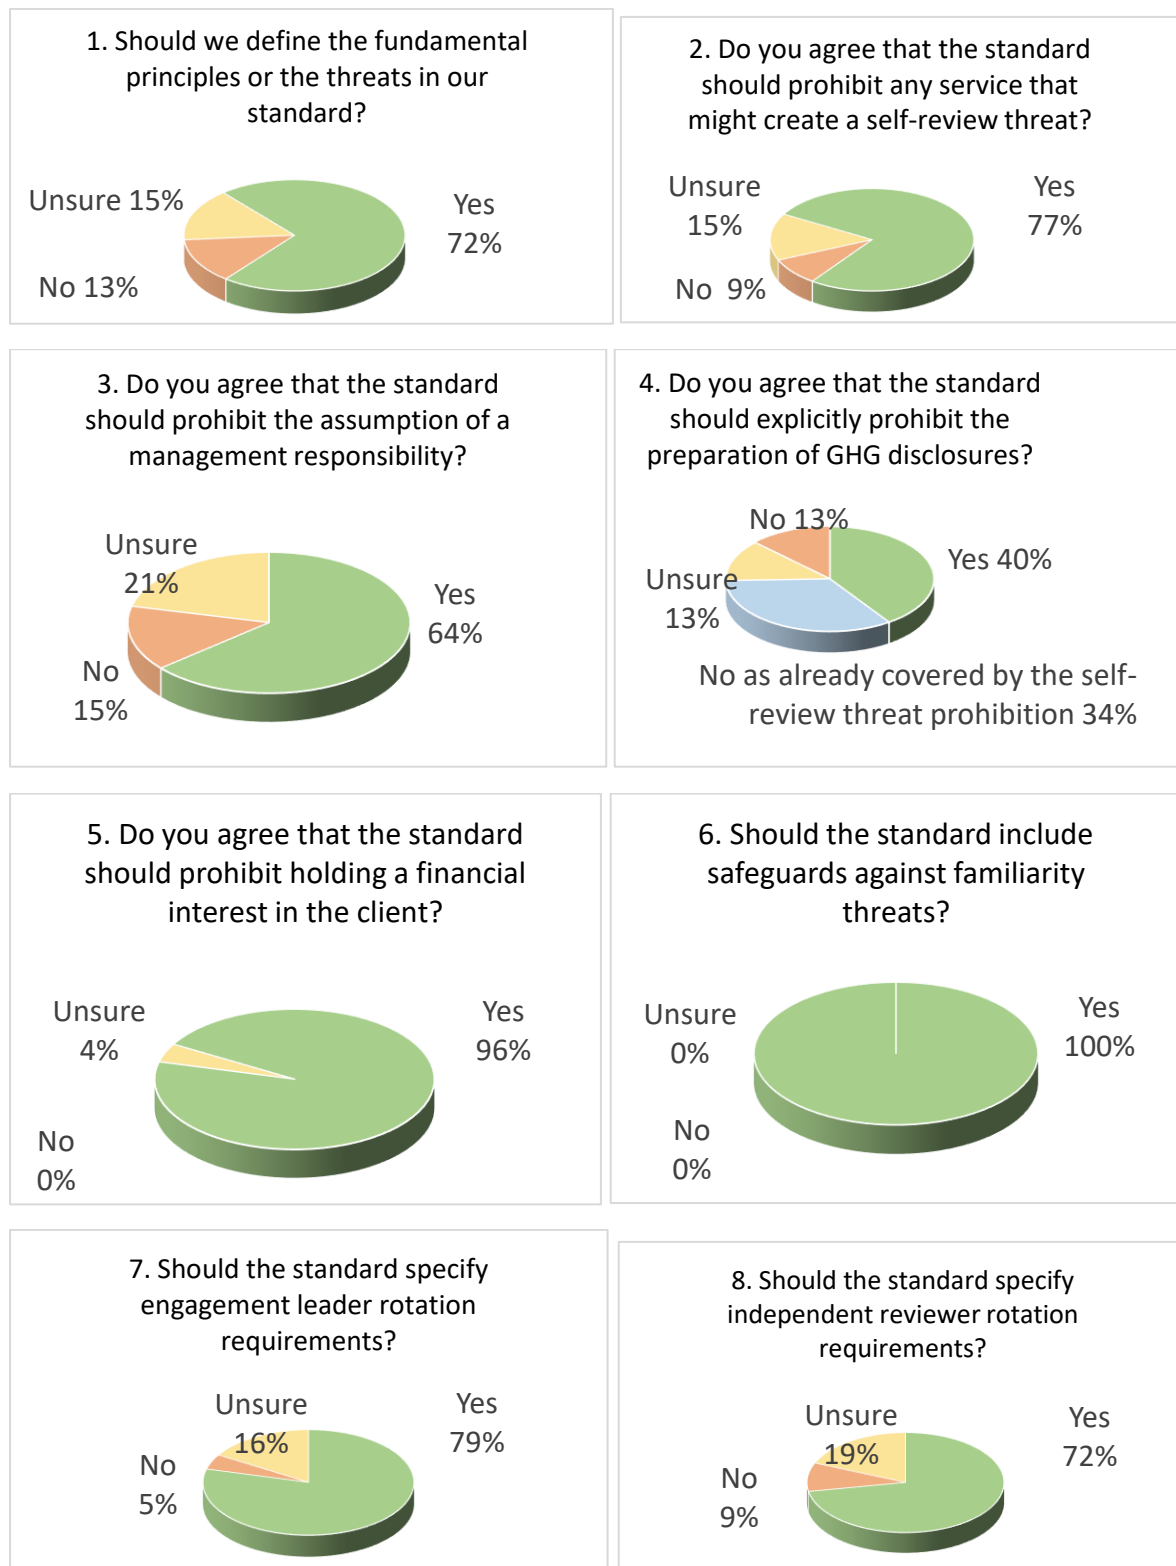 1. Should we define the fundamental
principles or the threats in our
standard?
Unsure 15%
Yes
72%
No 13%
2. Do you agree that the standard
should prohibit any service that
might create a self-review threat?
Unsure
15%
Yes
77%
No 9%
3. Do you agree that the standard
should prohibit the assumption of a
management responsibility?
Unsure
21%
Yes
64%
No
15%
4. Do you agree that the standard
should explicitly prohibit the
preparation of GHG disclosures?
No 13%
Yes 40%
Unsure
13%
No as already covered by the self-
review threat prohibition 34%
5. Do you agree that the standard
should prohibit holding a financial
interest in the client?
Unsure
4%
Yes
96%
No
0%
6. Should the standard include
safeguards against familiarity
threats?
Unsure
0%
Yes
100%
No
0%
7. Should the standard specify
engagement leader rotation
requirements?
Unsure
16%
Yes
79%
No
5%
8. Should the standard specify
independent reviewer rotation
requirements?
Unsure
19%
Yes
72%
No
9%